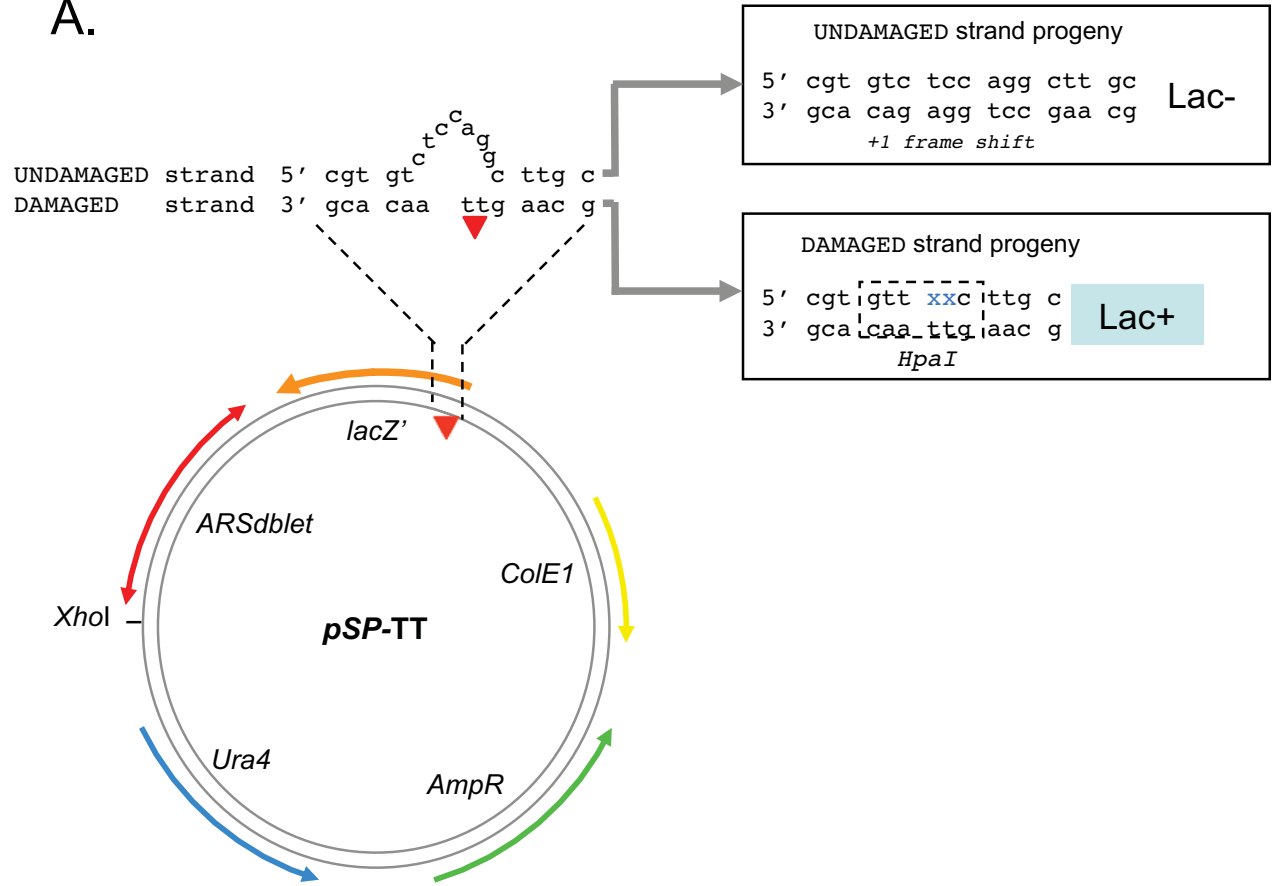 A.
UNDAMAGED strand progeny
5’ cgt gtc tcc agg ctt gc
3’ gca cag agg tcc gaa cg
+1 frame shift
Lac-
UNDAMAGED strand 5’ cgt gtctccaggc ttg c
DAMAGED strand 3’ gca caa ttg aac g
DAMAGED strand progeny
5’ cgt gtt xxc ttg c
3’ gca caa ttg aac g
HpaI
Lac+
lacZ’
ARSdblet
ColE1
XhoI
pSP-TT
Ura4
AmpR